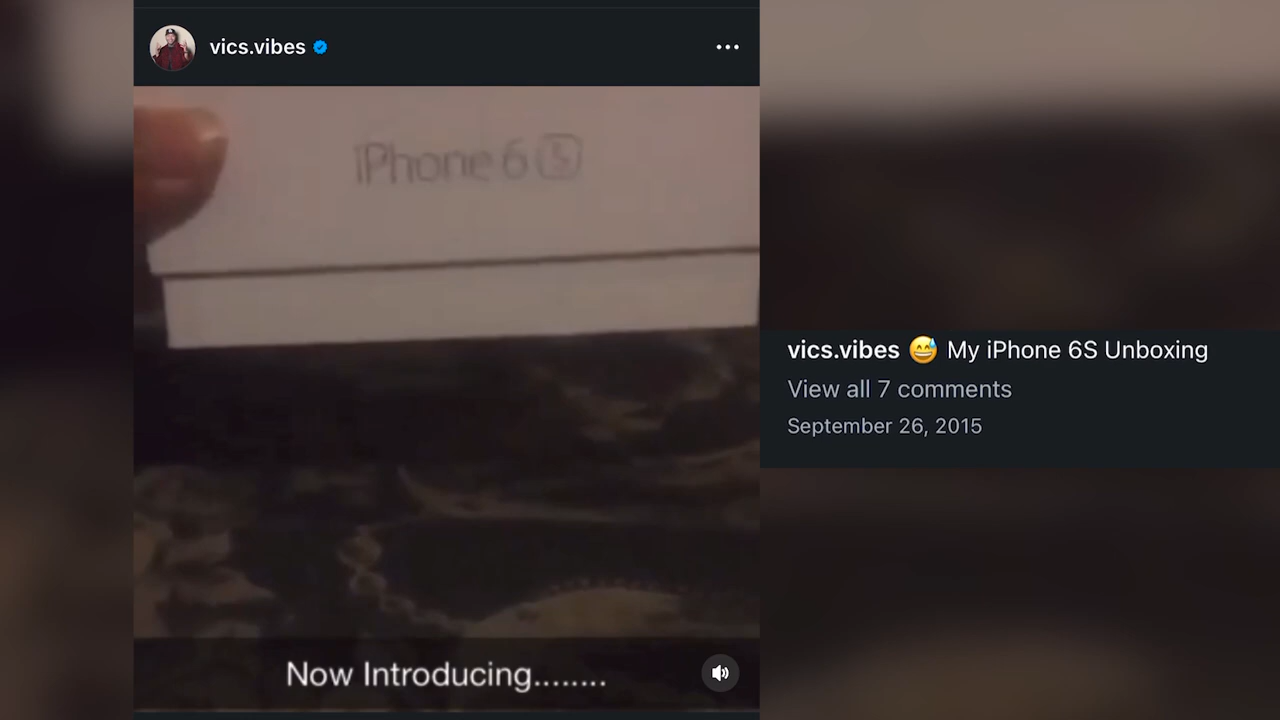 vics.vibes
iPhone 6S
Now Introducing........
vics.vibes 😅 My iPhone 6S Unboxing
View all 7 comments
September 26, 2015